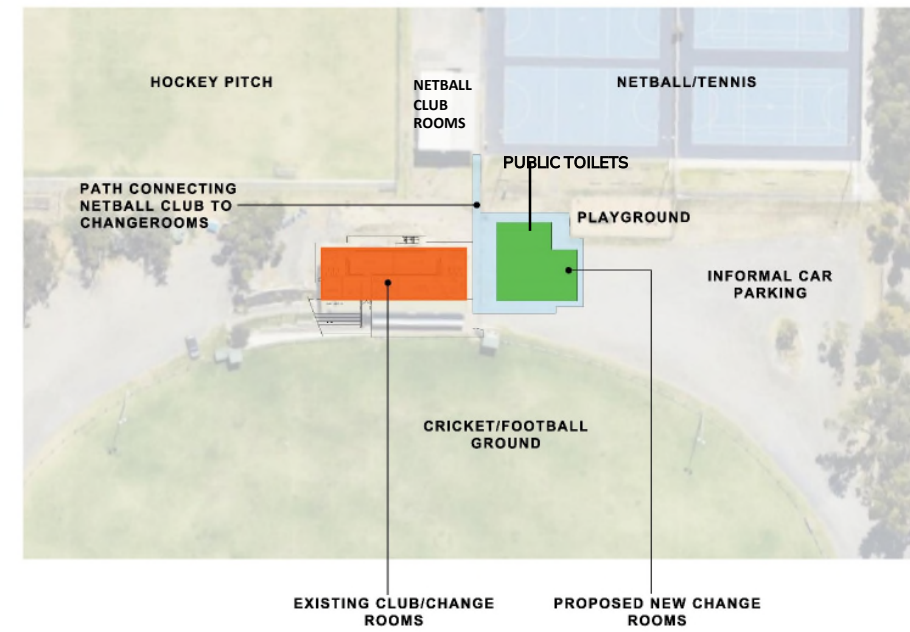 HOCKEY PITCH
NETBALL
CLUB
ROOMS
NETBALL/TENNIS
PUBLIC TOILETS
PATH CONNECTING
NETBALL CLUB TO
CHANGEROOMS
PLAYGROUND
INFORMAL CAR
PARKING
CRICKET/FOOTBALL
GROUND
EXISTING CLUB/CHANGE
ROOMS
PROPOSED NEW CHANGE
ROOMS